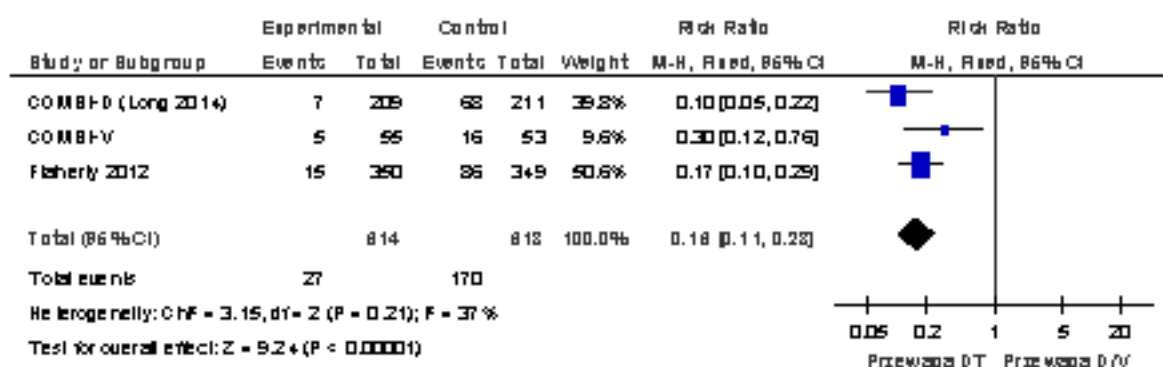 Experimental Control Risk Ratio Risk Ratio
Study or Subgroup Events Total Events Total Weight M-H, Fixed, 95% CI M-H, Fixed, 95% CI
COMBI-D (Long 2014) 7 209 68 211 39.8% 0.10 [0.05, 0.22]
COMBI-V 5 55 16 53 9.6% 0.30 [0.12, 0.76]
Flaherty 2012 15 350 86 349 50.6% 0.17 [0.10, 0.29]
Total (95% CI) 614 613 100.0% 0.16 [0.11, 0.23]
Total events 27 170
Heterogeneity: Chi² = 3.15, df = 2 (P = 0.21); I² = 37%
Test for overall effect: Z = 9.24 (P < 0.00001)
0.05 0.2 1 5 20
Przewaga DT Przewaga D/V